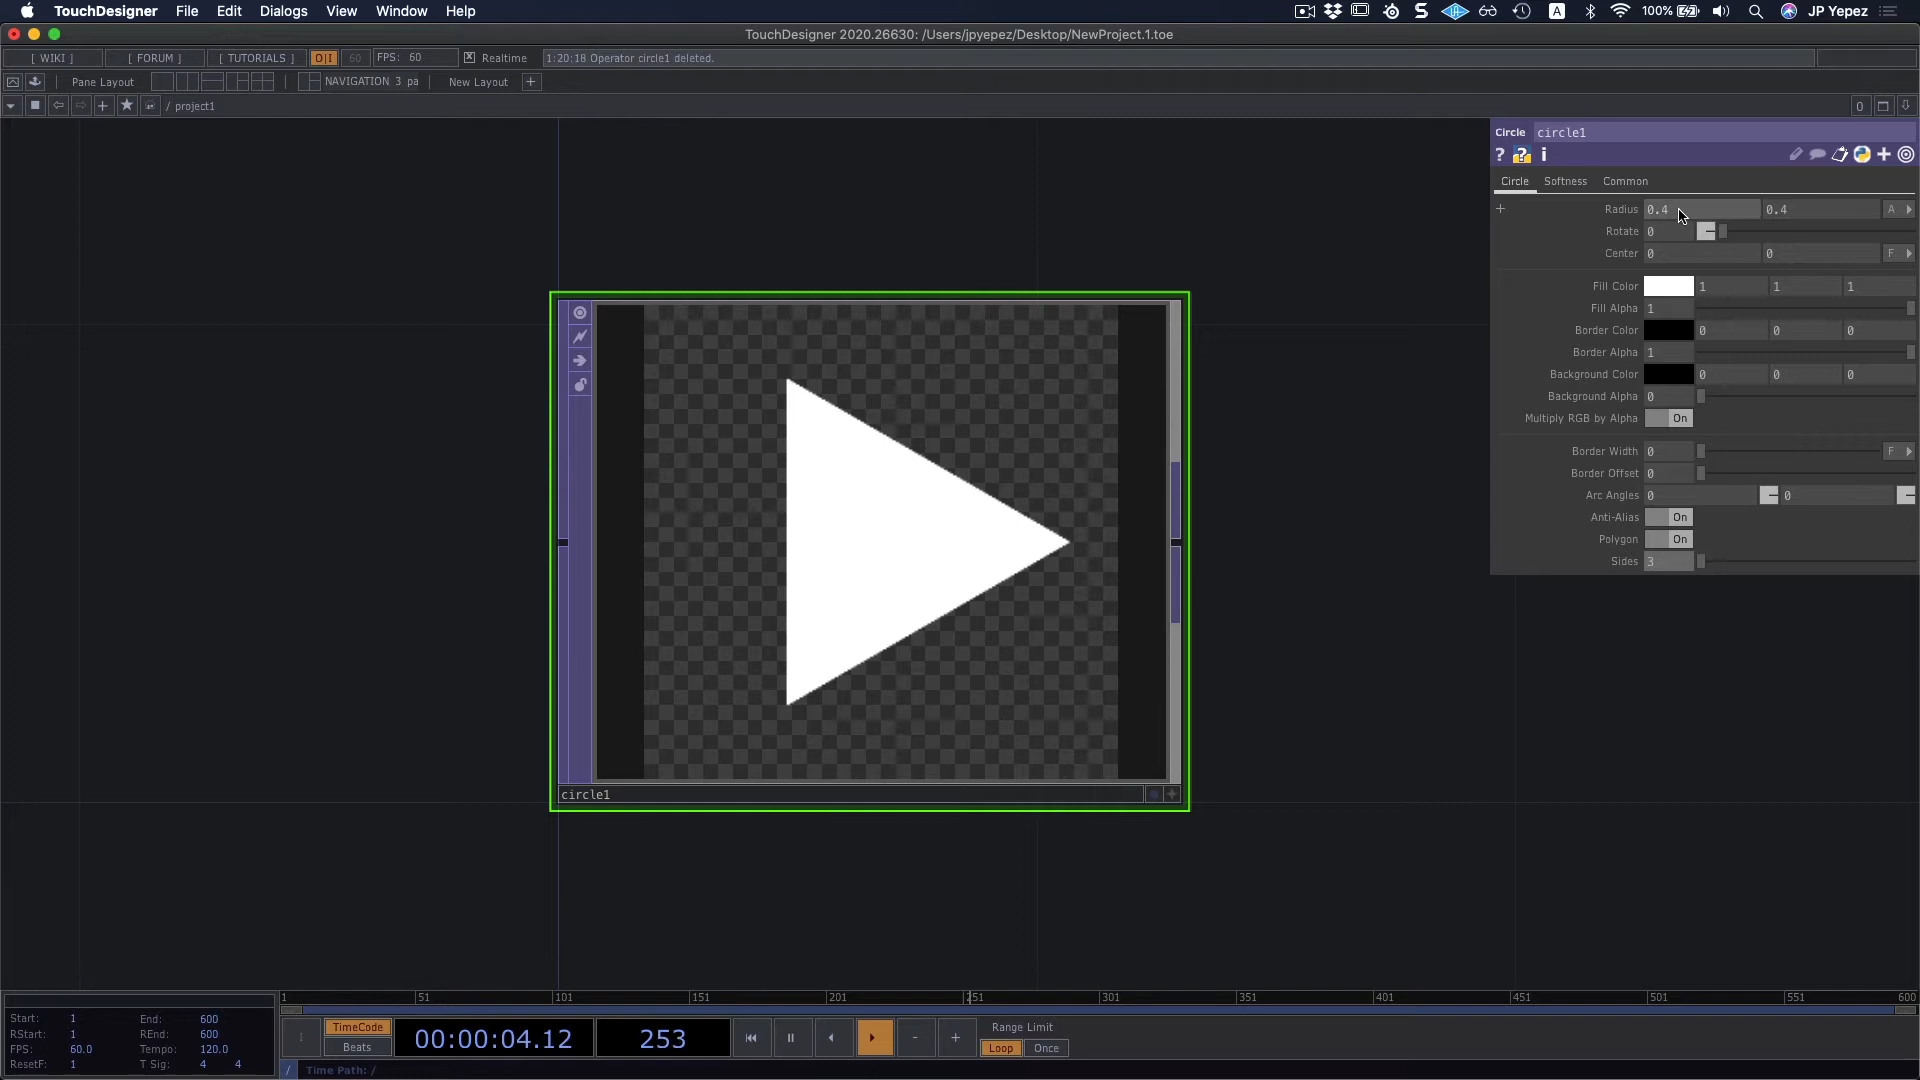 TouchDesigner File Edit Dialogs View Window Help A 100% JP Yepez
TouchDesigner 2020.26630: /Users/jpyepez/Desktop/NewProject.1.toe
[ WIKI ] [ FORUM ] [ TUTORIALS ] O|I 60 FPS: 60 Realtime 1:20:18 Operator circle1 deleted.
Pane Layout NAVIGATION 3 pa New Layout +
/ project1 0
Circle circle1
? ? i
Circle Softness Common
+ Radius 0.4 0.4 A
Rotate 0
Center 0 0 F
Fill Color 1 1 1
Fill Alpha 1
Border Color 0 0 0
Border Alpha 1
Background Color 0 0 0
Background Alpha 0
Multiply RGB by Alpha On
Border Width 0 F
Border Offset 0
Arc Angles 0 0
Anti-Alias On
Polygon On
Sides 3
circle1
1 51 101 151 201 251 301 351 401 451 501 551 600
Start: 1 End: 600
RStart: 1 REnd: 600
FPS: 60.0 Tempo: 120.0
ResetF: 1 T Sig: 4 4
TimeCode
Beats
00:00:04.12 253
- +
Range Limit
Loop Once
/ Time Path: /